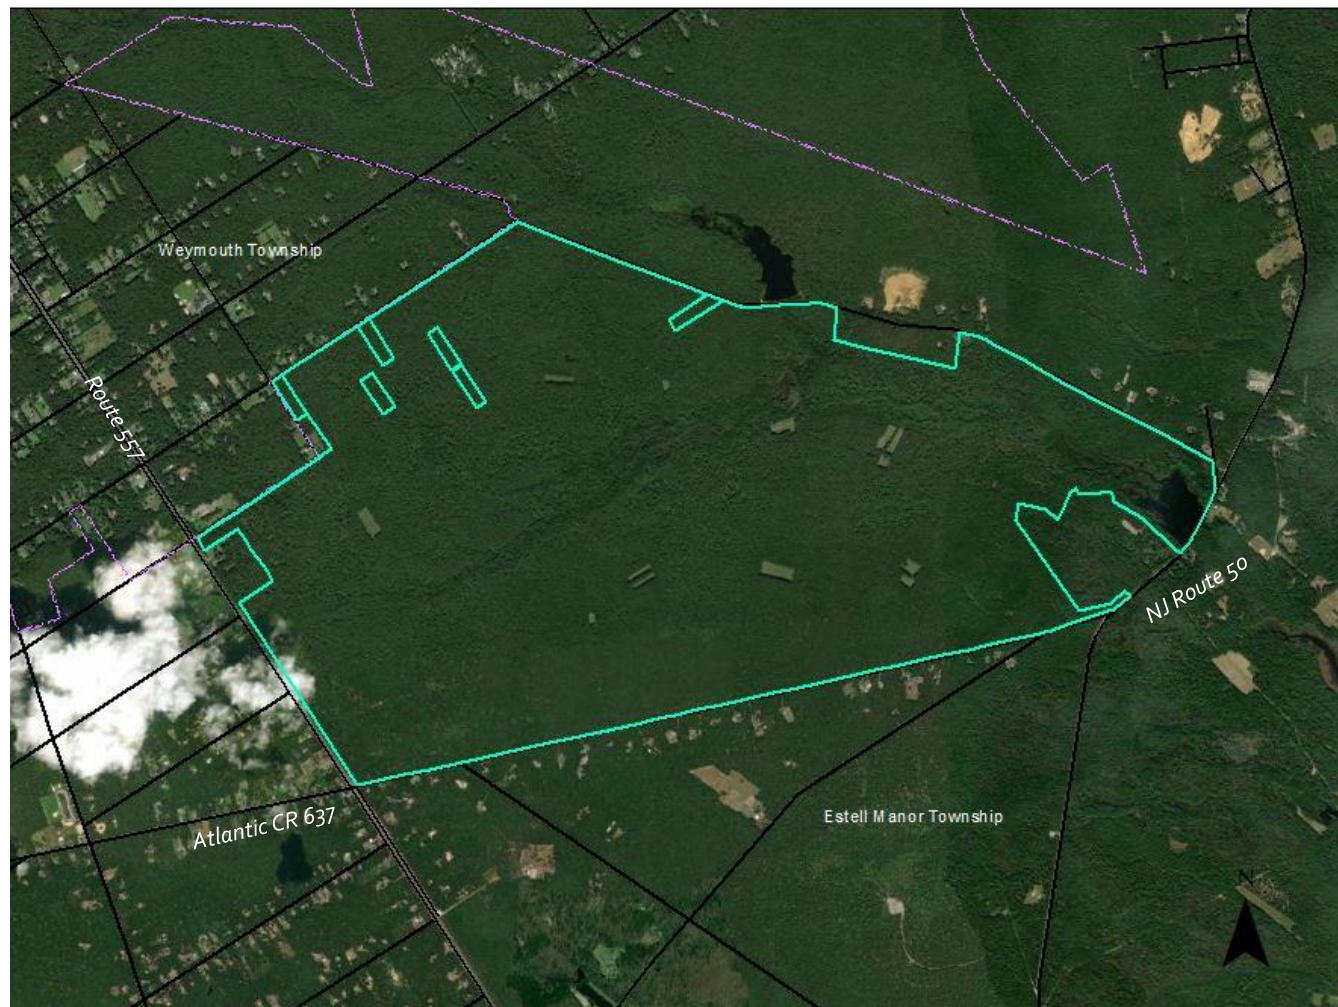 Weymouth Township
Route 557
NJ Route 50
Atlantic CR 637
Estell Manor Township
N